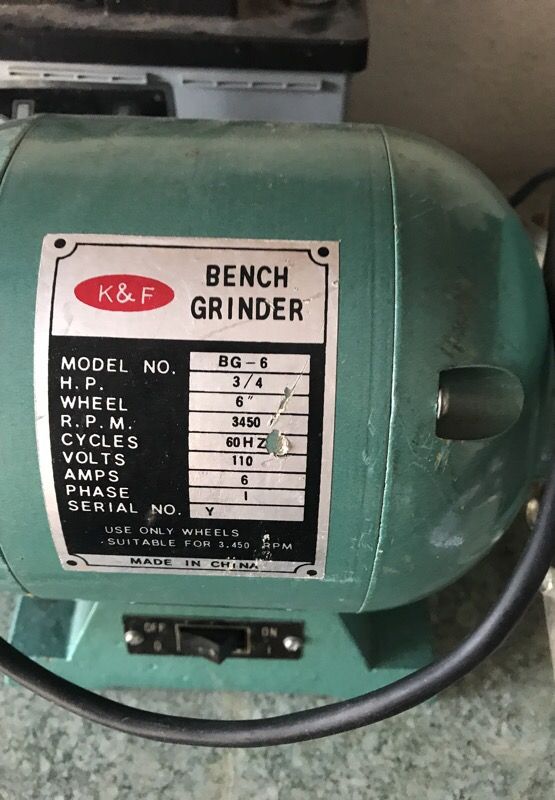 K&F
BENCH
GRINDER
MODEL NO. BG-6
H.P. 3/4
WHEEL 6"
R.P.M. 3450
CYCLES 60HZ
VOLTS 110
AMPS 6
PHASE 1
SERIAL NO. Y
USE ONLY WHEELS
SUITABLE FOR 3,450 RPM
MADE IN CHINA
OFF ON
0 1